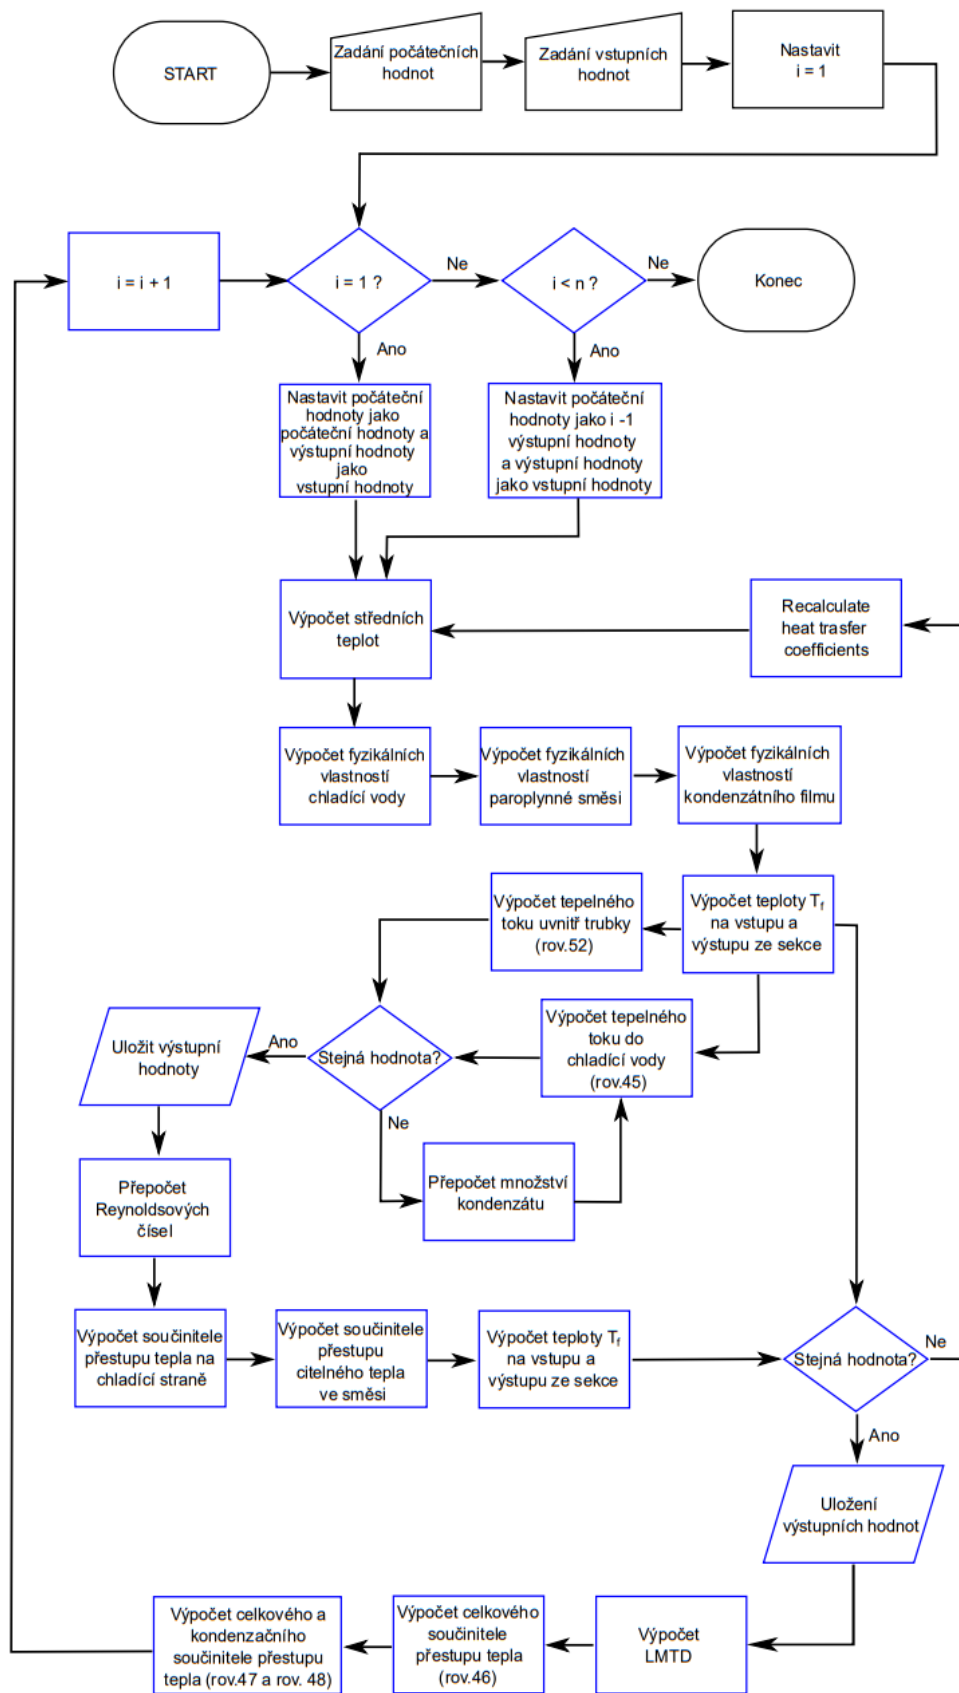 START
Zadání počátečních
hodnot
Zadání vstupních
hodnot
Nastavit
i = 1
i = i + 1
i = 1 ?
Ne
i < n ?
Ne
Konec
Ano
Ano
Nastavit počáteční
hodnoty jako
počáteční hodnoty a
výstupní hodnoty
jako
vstupní hodnoty
Nastavit počáteční
hodnoty jako i -1
výstupní hodnoty
a výstupní hodnoty
jako vstupní hodnoty
Výpočet středních
teplot
Recalculate
heat trasfer
coefficients
Výpočet fyzikálních
vlastností
chladící vody
Výpočet fyzikálních
vlastností
paroplynné směsi
Výpočet fyzikálních
vlastností
kondenzátního filmu
Výpočet tepelného
toku uvnitř trubky
(rov.52)
Výpočet teploty Tf
na vstupu a
výstupu ze sekce
Uložit výstupní
hodnoty
Ano
Stejná hodnota?
Výpočet tepelného
toku do
chladící vody
(rov.45)
Ne
Přepočet množství
kondenzátu
Přepočet
Reynoldsových
čísel
Výpočet součinitele
přestupu tepla na
chladící straně
Výpočet součinitele
přestupu
citelného tepla
ve směsi
Výpočet teploty Tf
na vstupu a
výstupu ze sekce
Stejná hodnota?
Ne
Ano
Uložení
výstupních hodnot
Výpočet celkového a
kondenzačního
součinitele přestupu
tepla (rov.47 a rov. 48)
Výpočet celkového
součinitele
přestupu tepla
(rov.46)
Výpočet
LMTD